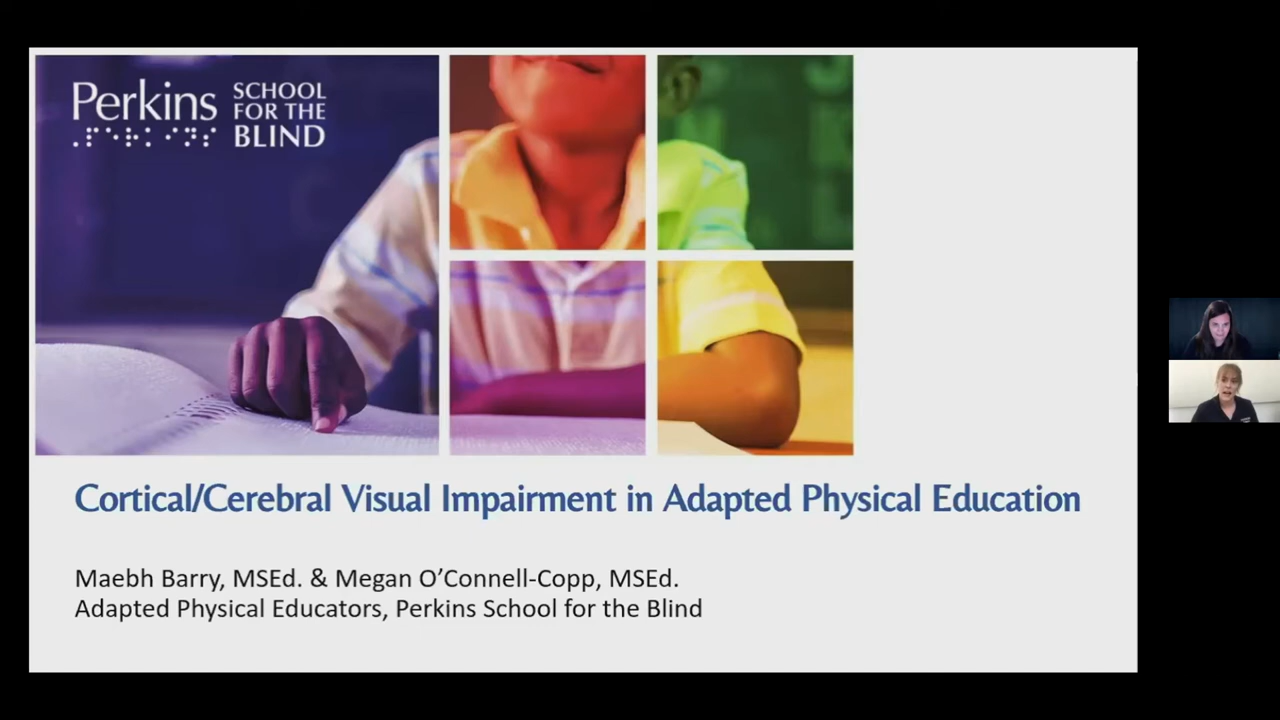 Perkins
SCHOOL
FOR THE
BLIND
⠠⠏⠑⠗⠅⠊⠝⠎
Cortical/Cerebral Visual Impairment in Adapted Physical Education
Maebh Barry, MSEd. & Megan O’Connell-Copp, MSEd.
Adapted Physical Educators, Perkins School for the Blind